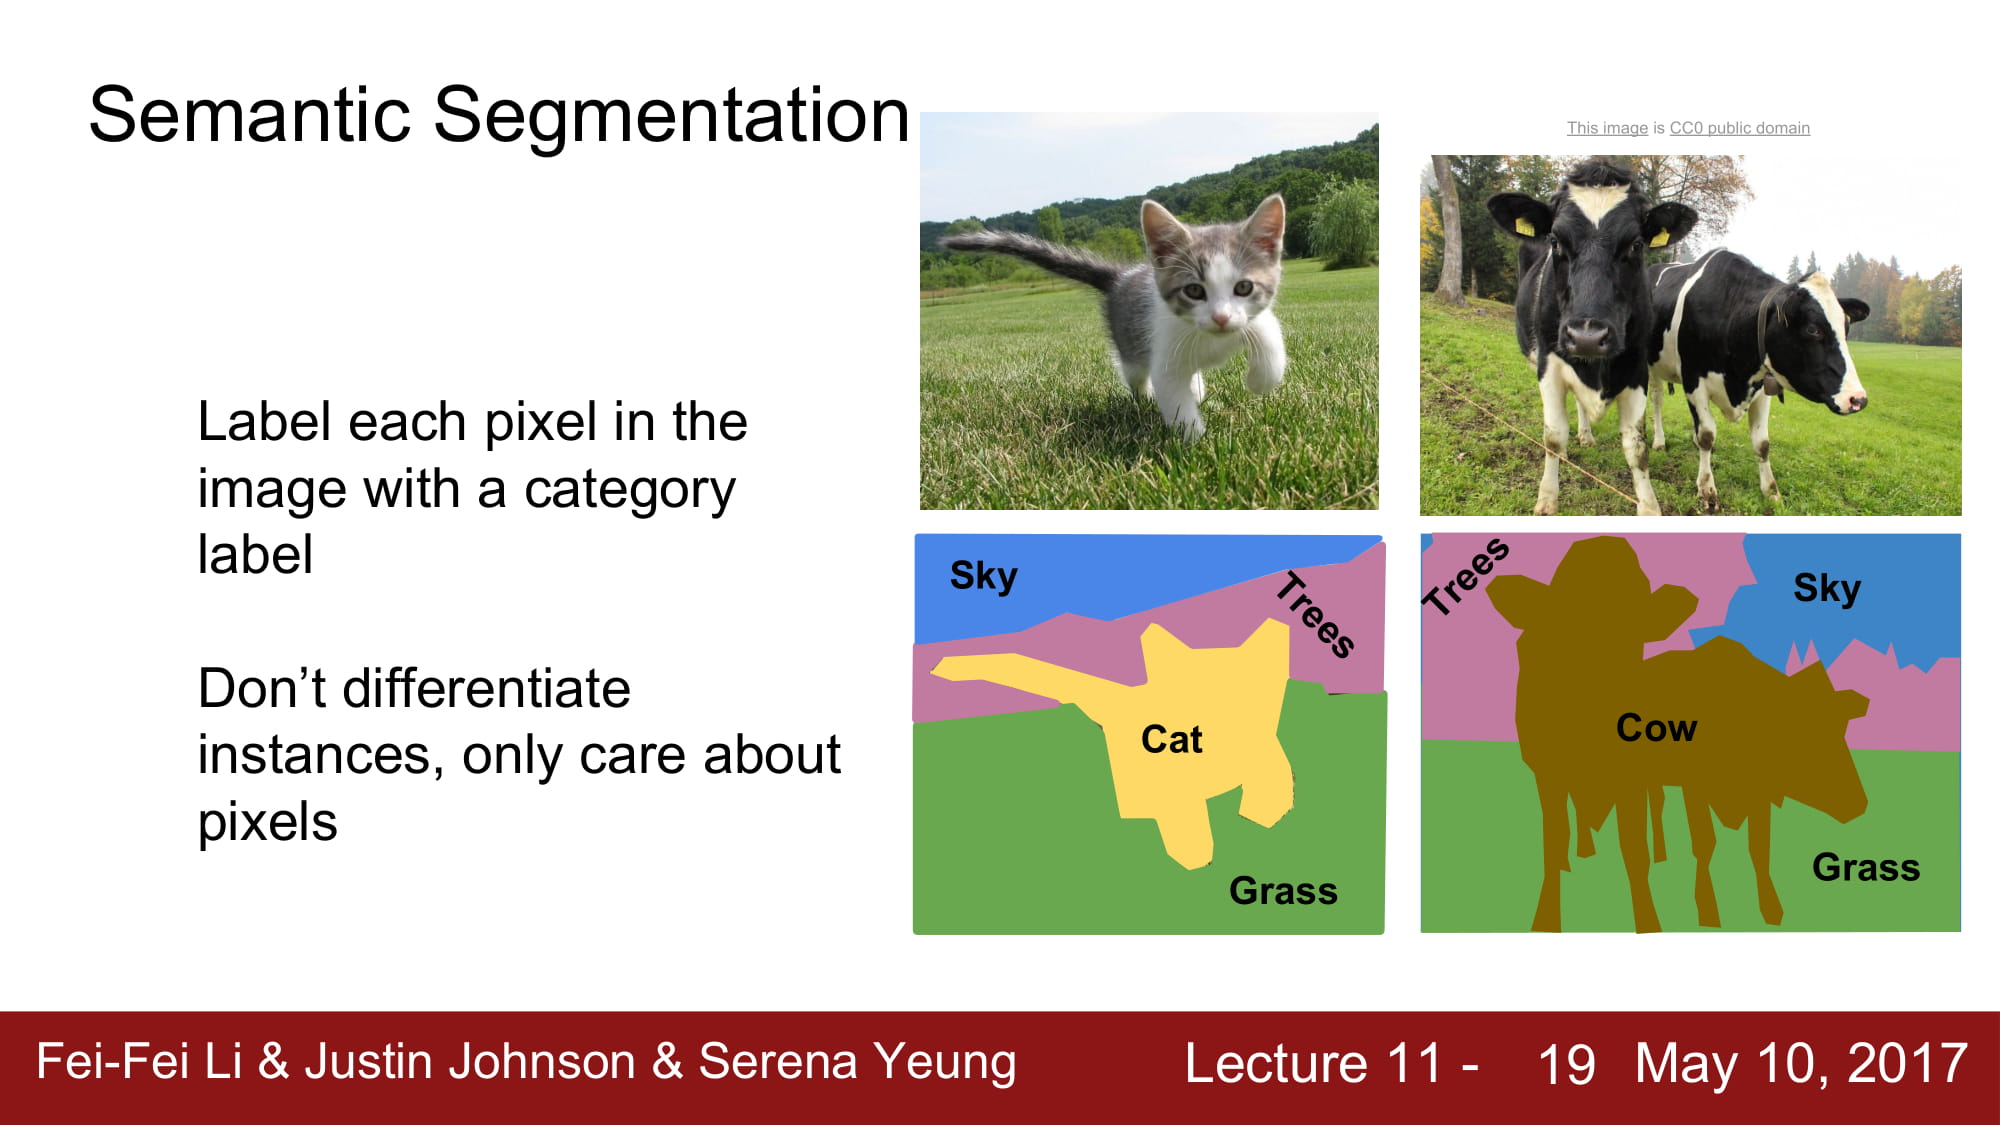 Semantic Segmentation
This image is CC0 public domain
Label each pixel in the
image with a category
label
Don’t differentiate
instances, only care about
pixels
Sky
Trees
Cat
Grass
Trees
Sky
Cow
Grass
Fei-Fei Li & Justin Johnson & Serena Yeung
Lecture 11 - 19 May 10, 2017